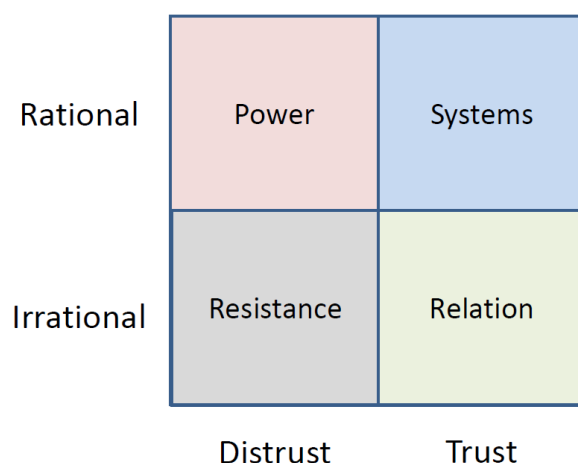 Rational
Power
Systems
Irrational
Resistance
Relation
Distrust
Trust